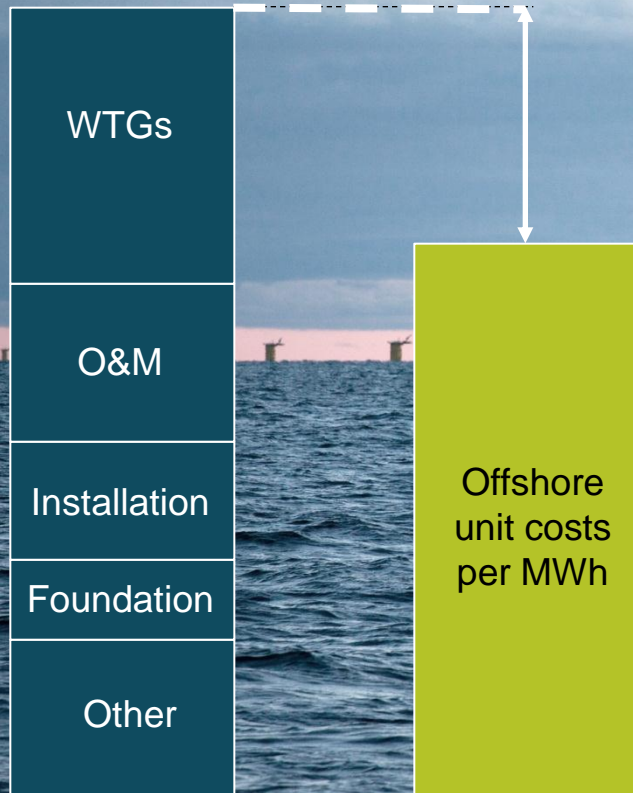 WTGs
O&M
Installation
Foundation
Other
Offshore
unit costs
per MWh